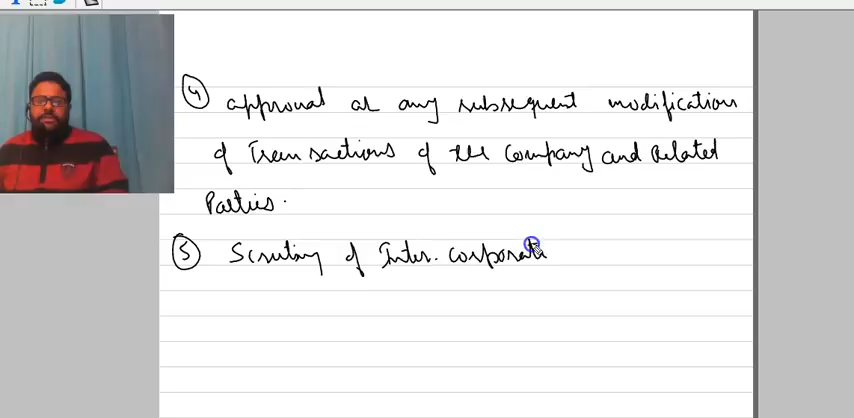 ④ approval or any subsequent modification
of Transactions of the Company and related
Parties.
⑤ Scrutiny of Inter. corporate